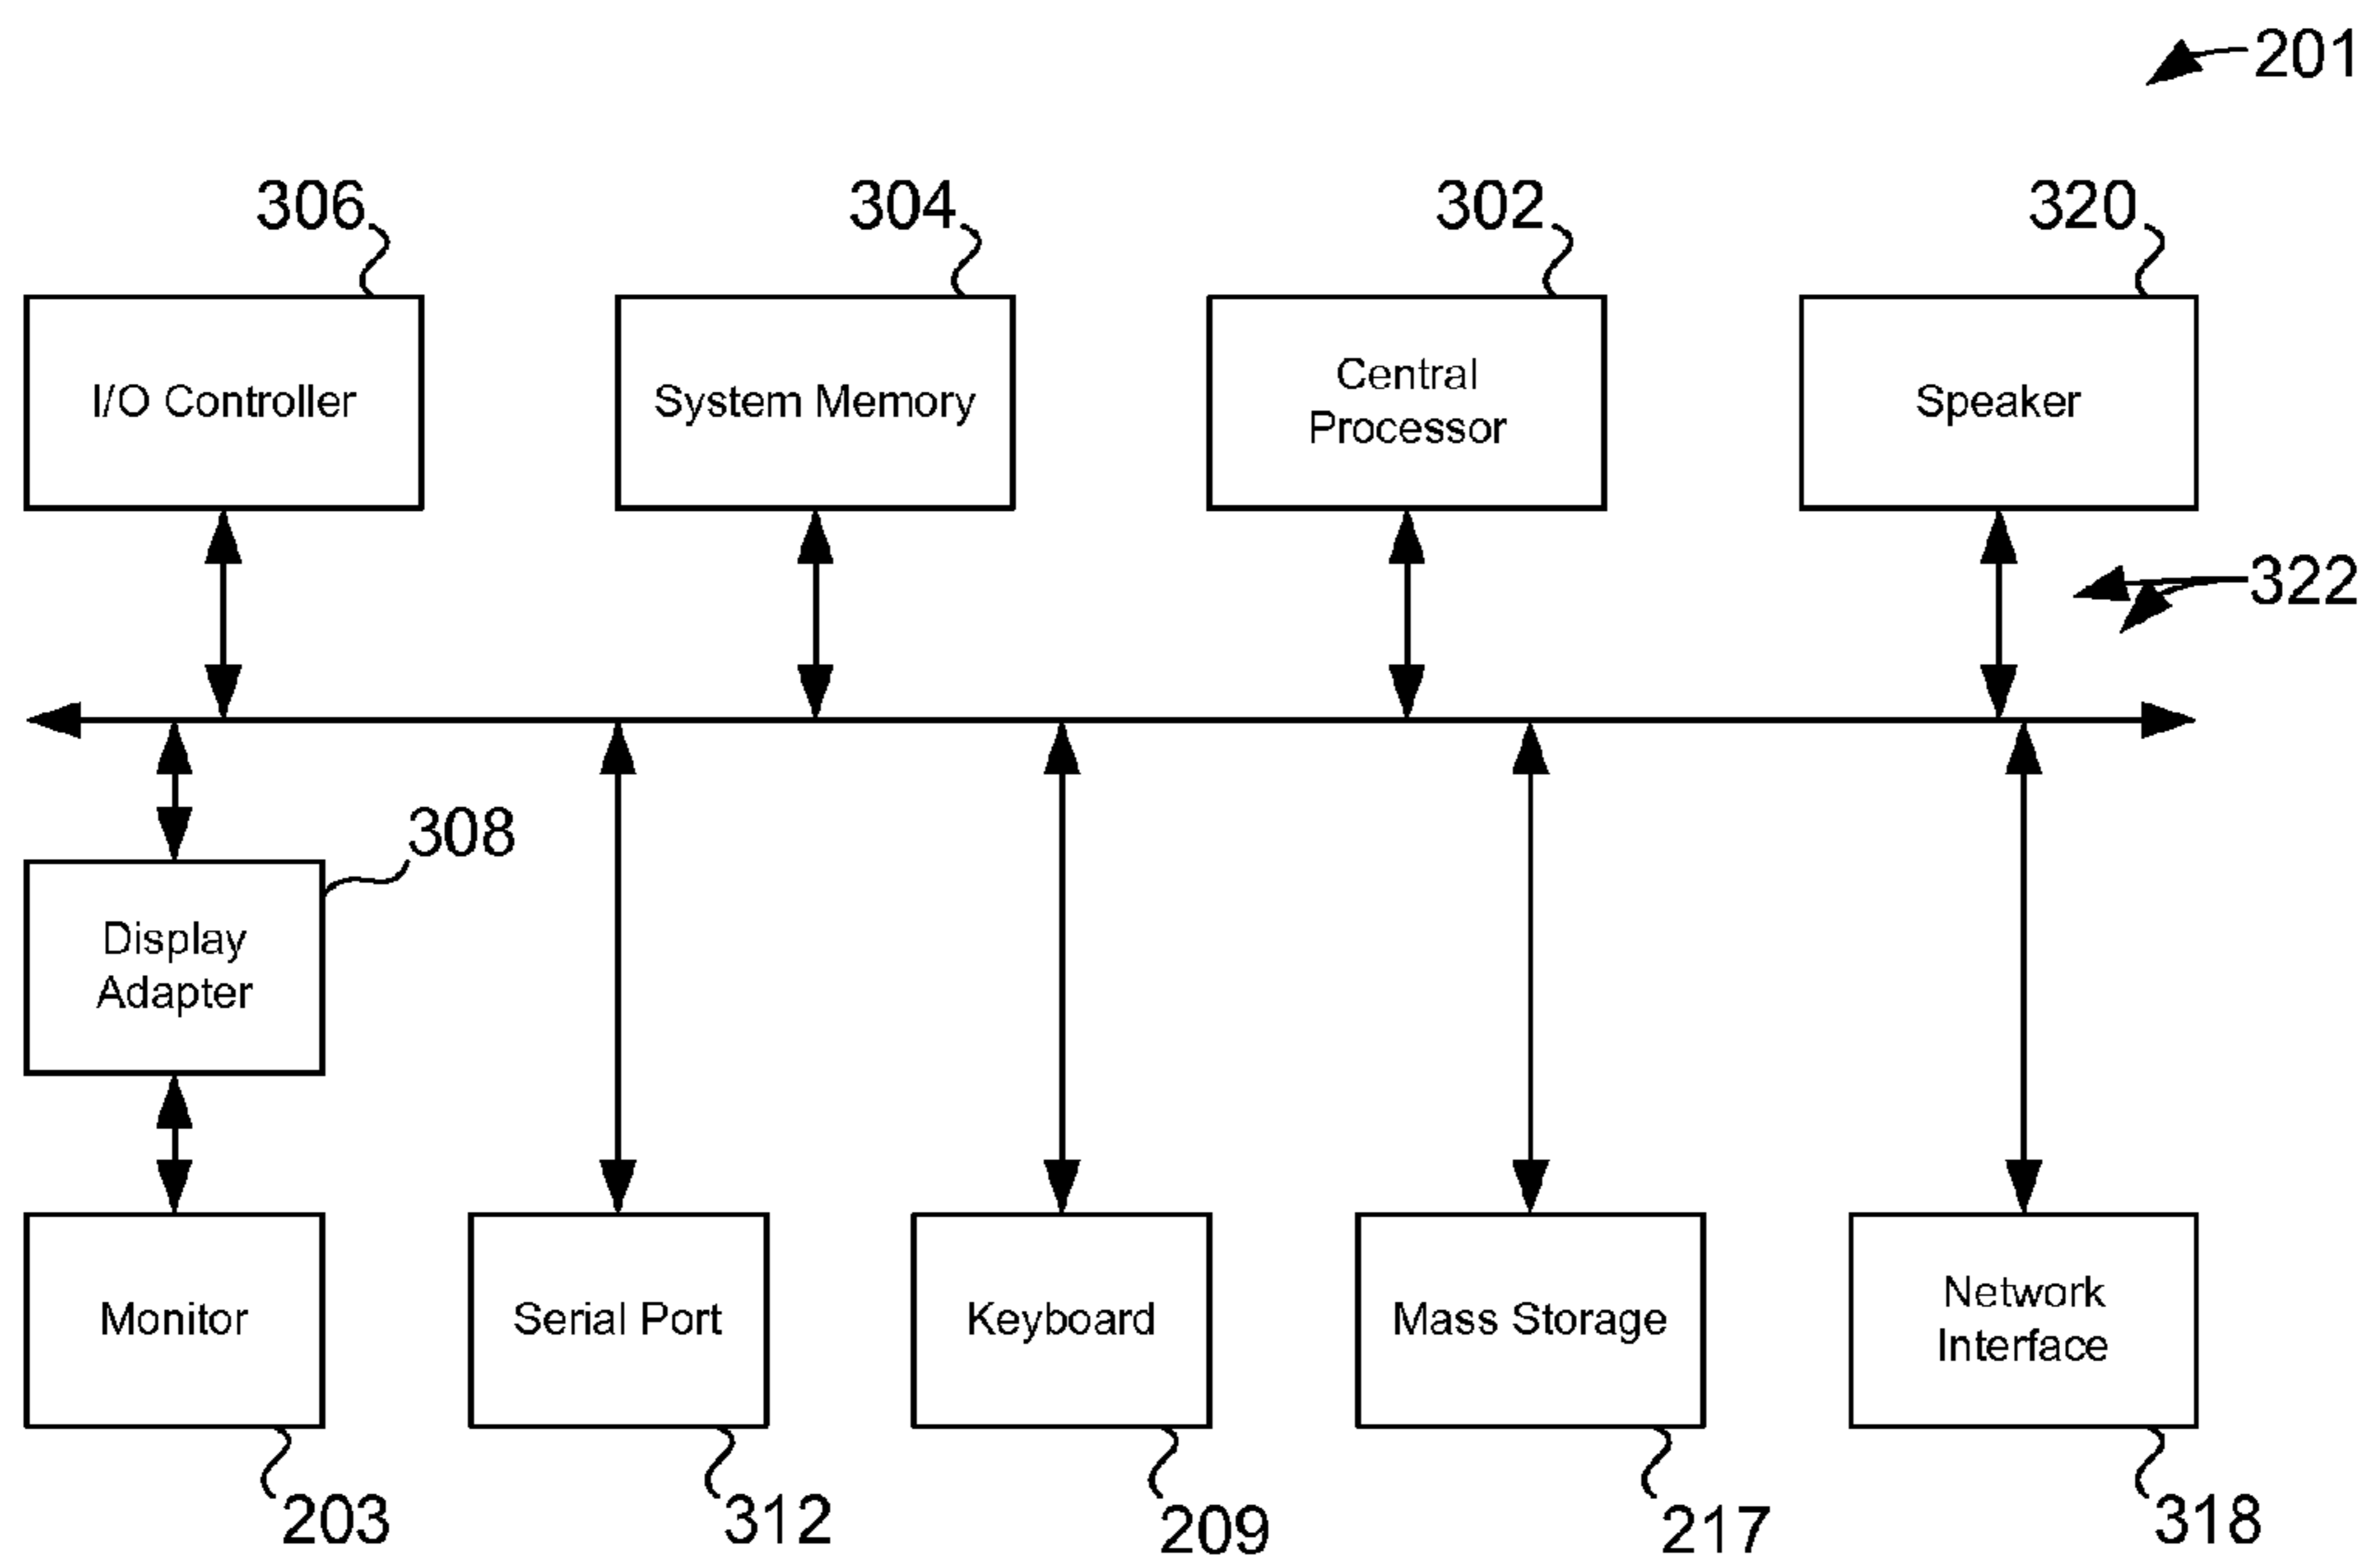 201
306
304
302
320
I/O Controller
System Memory
Central
Processor
Speaker
322
308
Display
Adapter
Monitor
Serial Port
Keyboard
Mass Storage
Network
Interface
203
312
209
217
318